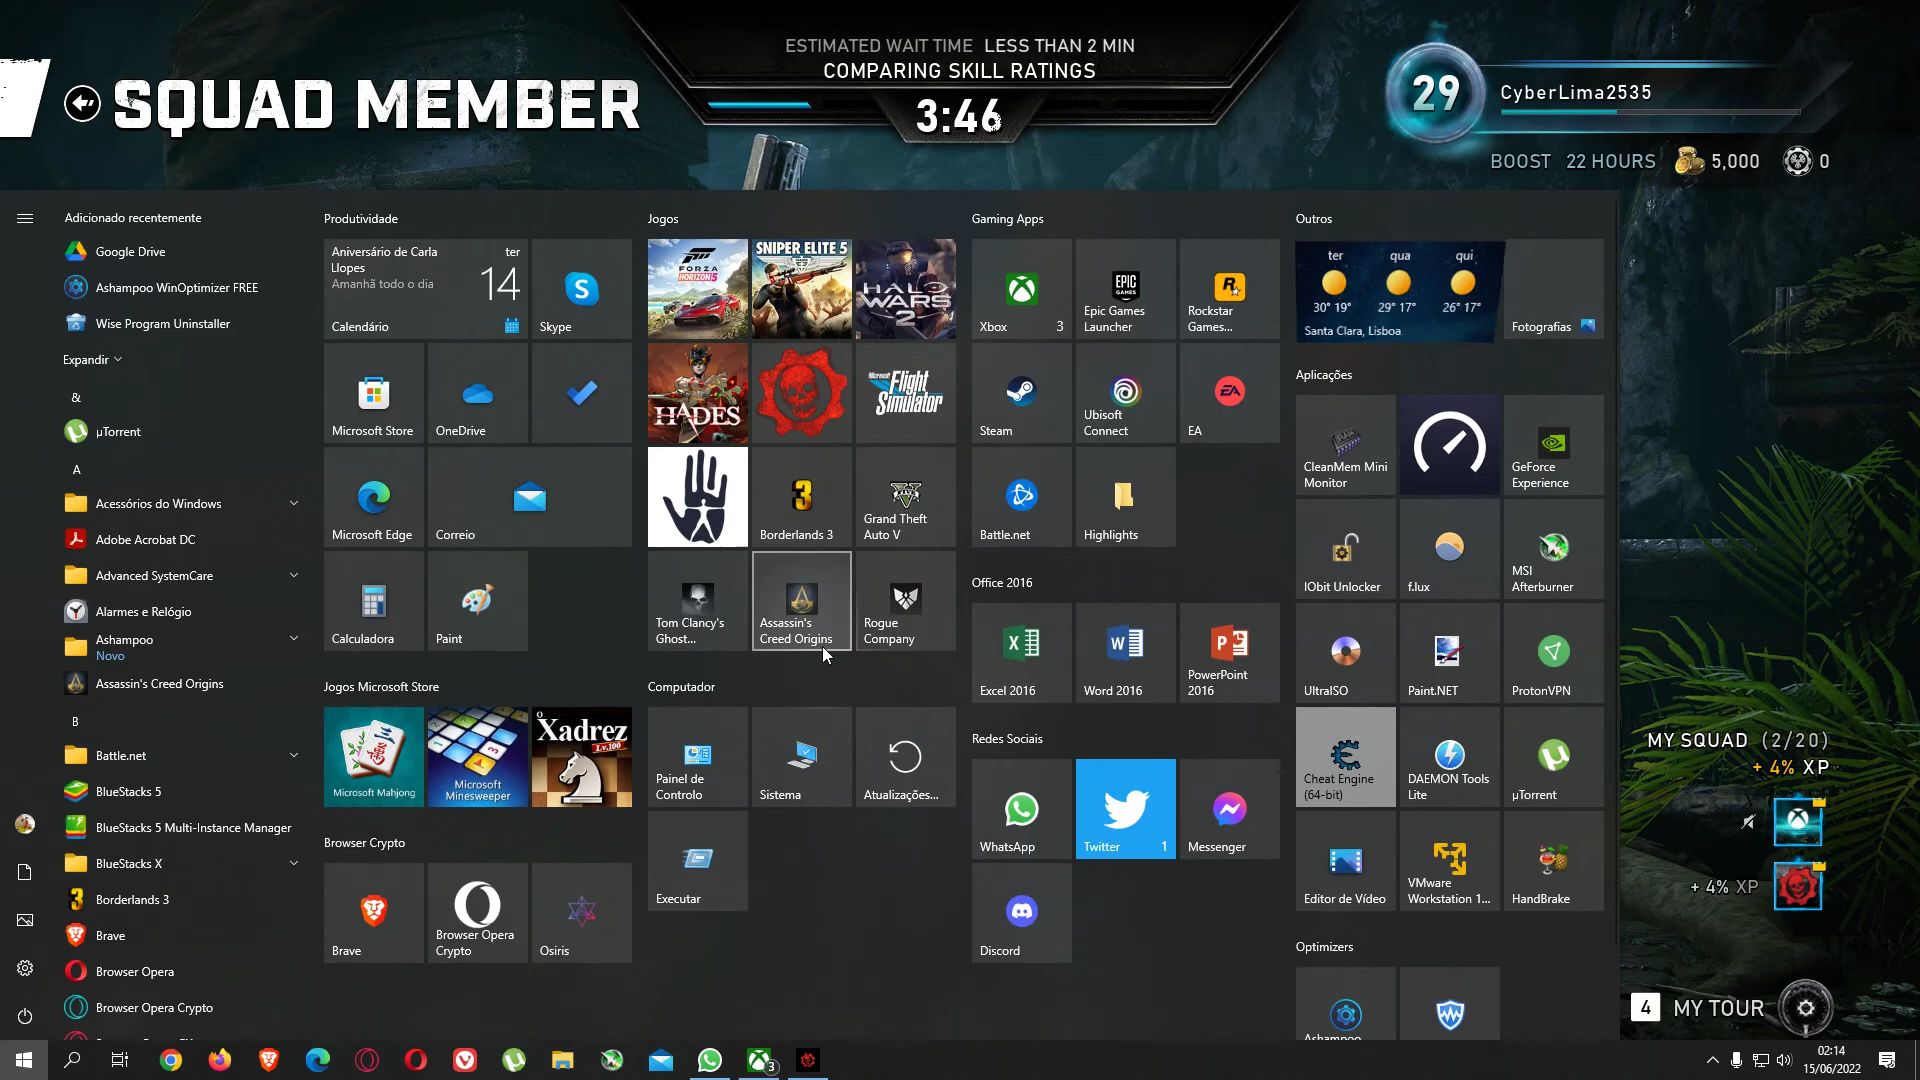 ESTIMATED WAIT TIME LESS THAN 2 MIN
COMPARING SKILL RATINGS
3:46
SQUAD MEMBER
29
CyberLima2535
BOOST 22 HOURS 5,000 0
Adicionado recentemente
Google Drive
Ashampoo WinOptimizer FREE
Wise Program Uninstaller
Expandir
&
µTorrent
A
Acessórios do Windows
Adobe Acrobat DC
Advanced SystemCare
Alarmes e Relógio
Ashampoo
Novo
Assassin's Creed Origins
B
Battle.net
BlueStacks 5
BlueStacks 5 Multi-Instance Manager
BlueStacks X
Borderlands 3
Brave
Browser Opera
Browser Opera Crypto
Produtividade
Aniversário de Carla
Llopes
Amanhã todo o dia
ter
14
Calendário
Skype
Microsoft Store
OneDrive
Microsoft Edge
Correio
Calculadora
Paint
Jogos Microsoft Store
Microsoft Mahjong
Microsoft
Minesweeper
O
Xadrez
Lv.100
Browser Crypto
Brave
Browser Opera
Crypto
Osiris
Jogos
FORZA
HORIZON 5
SNIPER ELITE 5
HALO
WARS
2
HADES
Microsoft
Flight
Simulator
Borderlands 3
Grand Theft
Auto V
Tom Clancy's
Ghost...
Assassin's
Creed Origins
Rogue
Company
Computador
Painel de
Controlo
Sistema
Atualizações...
Executar
Gaming Apps
Xbox 3
EPIC
GAMES
Epic Games
Launcher
Rockstar
Games...
Steam
Ubisoft
Connect
EA
EA
Battle.net
Highlights
Office 2016
Excel 2016
Word 2016
PowerPoint
2016
Redes Sociais
WhatsApp
Twitter 1
Messenger
Discord
Outros
ter qua qui
30° 19° 29° 17° 26° 17°
Santa Clara, Lisboa
Fotografias
Aplicações
CleanMem Mini
Monitor
GeForce
Experience
IObit Unlocker
f.lux
MSI
Afterburner
UltraISO
Paint.NET
ProtonVPN
Cheat Engine
(64-bit)
DAEMON Tools
Lite
µTorrent
Editor de Vídeo
VMware
Workstation 1...
HandBrake
Optimizers
MY SQUAD (2/20)
+ 4% XP
+ 4% XP
4 MY TOUR
3
02:14
15/06/2022